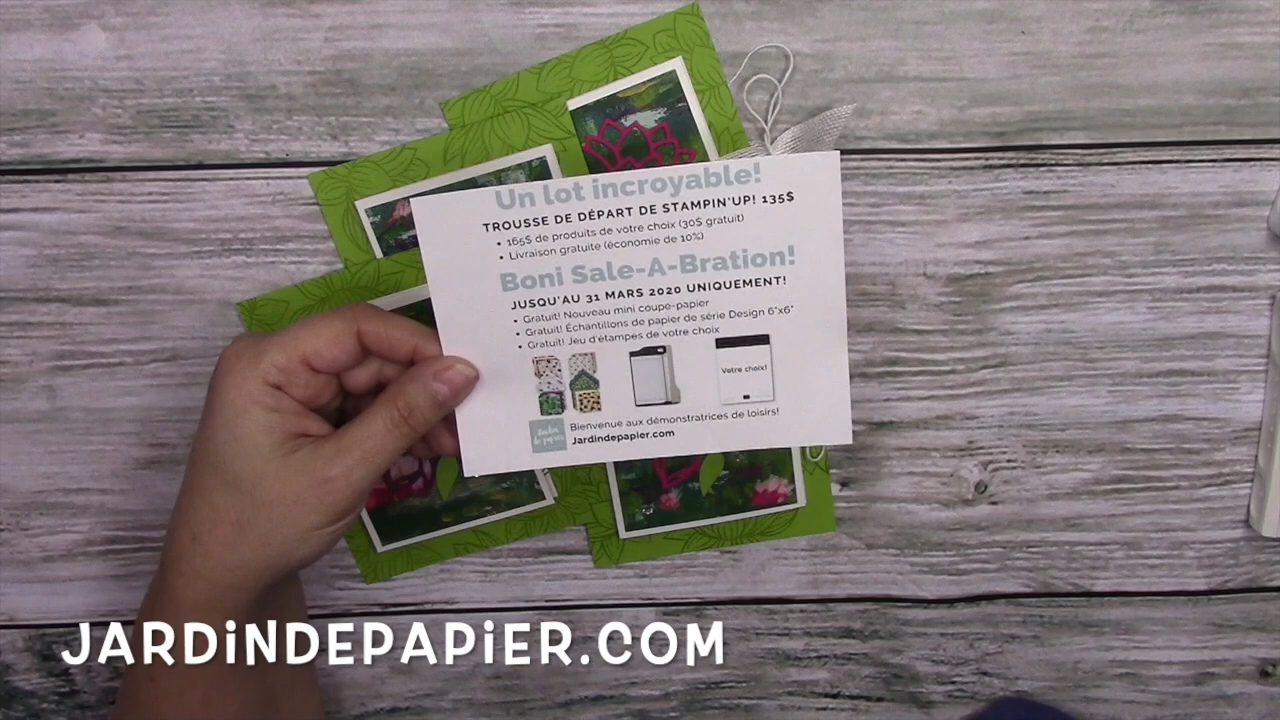 Un lot incroyable!
TROUSSE DE DÉPART DE STAMPIN'UP! 135$
• 165$ de produits de votre choix (30$ gratuit)
• Livraison gratuite (économie de 10%)
Boni Sale-A-Bration!
JUSQU'AU 31 MARS 2020 UNIQUEMENT!
• Gratuit! Nouveau mini coupe-papier
• Gratuit! Échantillons de papier de série Design 6"x6"
• Gratuit! Jeu d'étampes de votre choix
Votre choix!
Jardin
de papier
Bienvenue aux démonstratrices de loisirs!
Jardindepapier.com
JARDiNDEPAPiER.COM